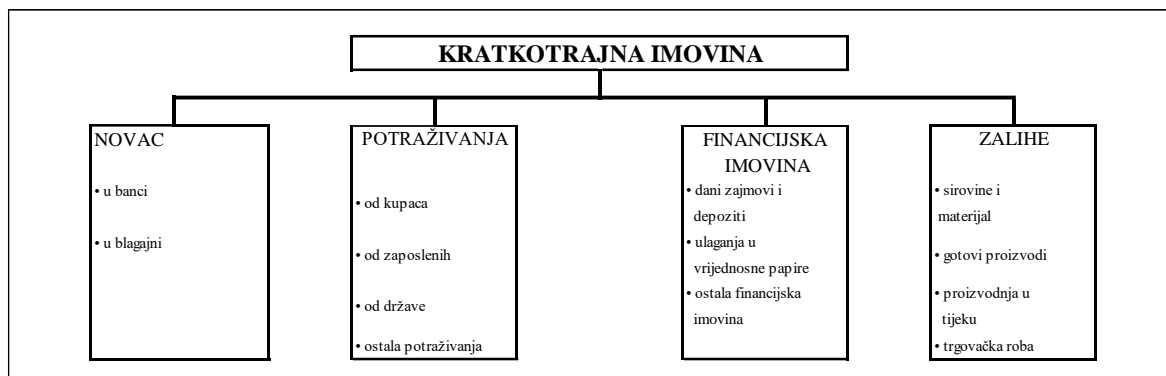 KRATKOTRAJNA IMOVINA
NOVAC
• u banci
• u blagajni
POTRAŽIVANJA
• od kupaca
• od zaposlenih
• od države
• ostala potraživanja
FINANCIJSKA
IMOVINA
• dani zajmovi i
depoziti
• ulaganja u
vrijednosne papire
• ostala financijska
imovina
ZALIHE
• sirovine i
materijal
• gotovi proizvodi
• proizvodnja u
tijeku
• trgovačka roba